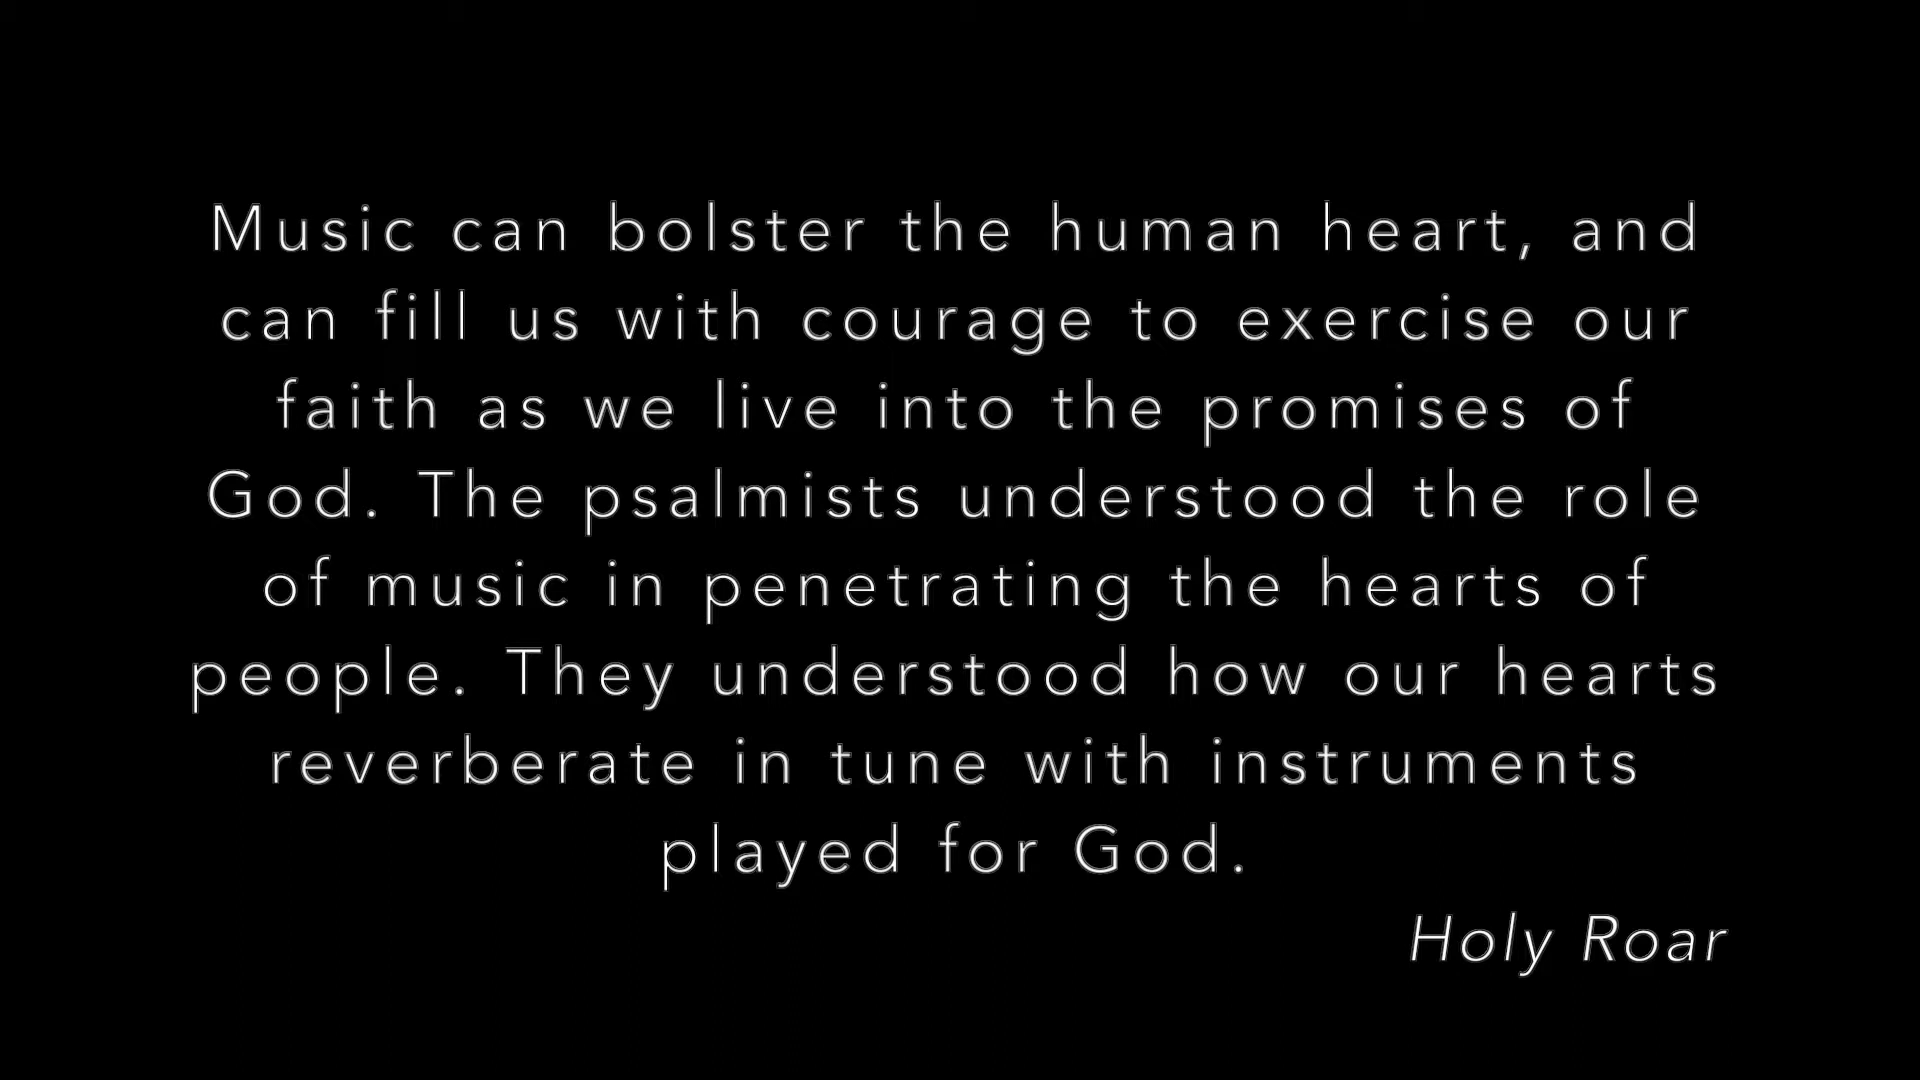 Music can bolster the human heart, and
can fill us with courage to exercise our
faith as we live into the promises of
God. The psalmists understood the role
of music in penetrating the hearts of
people. They understood how our hearts
reverberate in tune with instruments
played for God.
Holy Roar